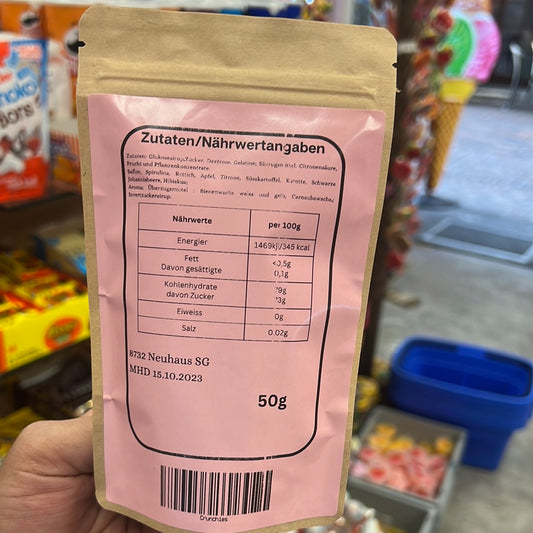 Zutaten/Nährwertangaben
Zutaten: Glukosesirup,Zucker, Dextrose, Gelatine, Säurugsmittel: Citronensäure,
Frucht und Pflanzenkonzentrate:
Saflor, Spirulina, Rettich, Apfel, Zitrone, Süsskartoffel, Karotte, Schwarze
Johannisbeere, Hibiskus;
Aroma; Überzugsmittel : Bienenwachs weiss und gelb, Carnaubawachs,
Invertzuckersirup.
Nährwerte per 100g
Energier 1469kj/345 kcal
Fett <0,5g
Davon gesättigte 0,1g
Kohlenhydrate 79g
davon Zucker 73g
Eiweiss 0g
Salz 0.02g
8732 Neuhaus SG
MHD 15.10.2023
50g
Crunchies